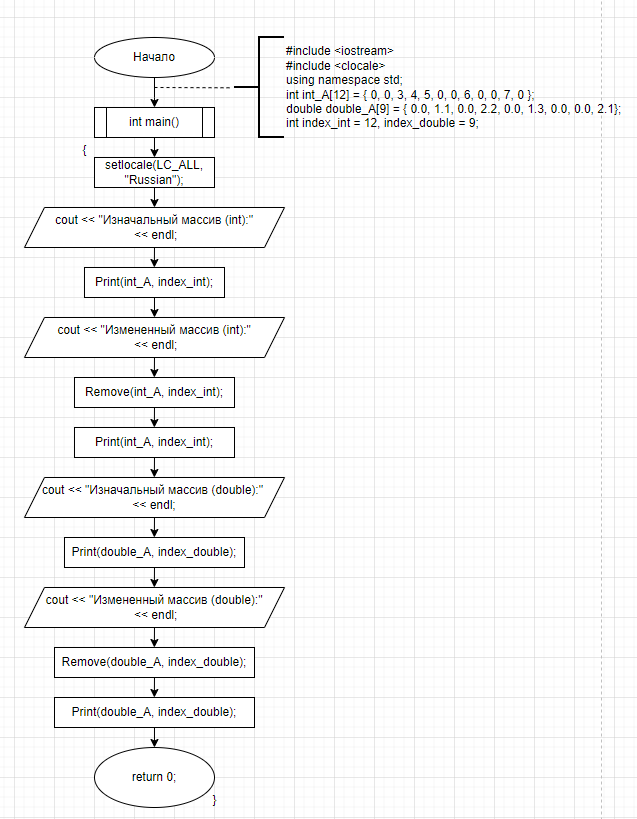 Начало
#include <iostream>
#include <clocale>
using namespace std;
int int_A[12] = { 0, 0, 3, 4, 5, 0, 0, 6, 0, 0, 7, 0 };
double double_A[9] = { 0.0, 1.1, 0.0, 2.2, 0.0, 1.3, 0.0, 0.0, 2.1};
int index_int = 12, index_double = 9;
int main()
{
setlocale(LC_ALL,
"Russian");
cout << "Изначальный массив (int):"
<< endl;
Print(int_A, index_int);
cout << "Измененный массив (int):"
<< endl;
Remove(int_A, index_int);
Print(int_A, index_int);
cout << "Изначальный массив (double):"
<< endl;
Print(double_A, index_double);
cout << "Измененный массив (double):"
<< endl;
Remove(double_A, index_double);
Print(double_A, index_double);
return 0;
}